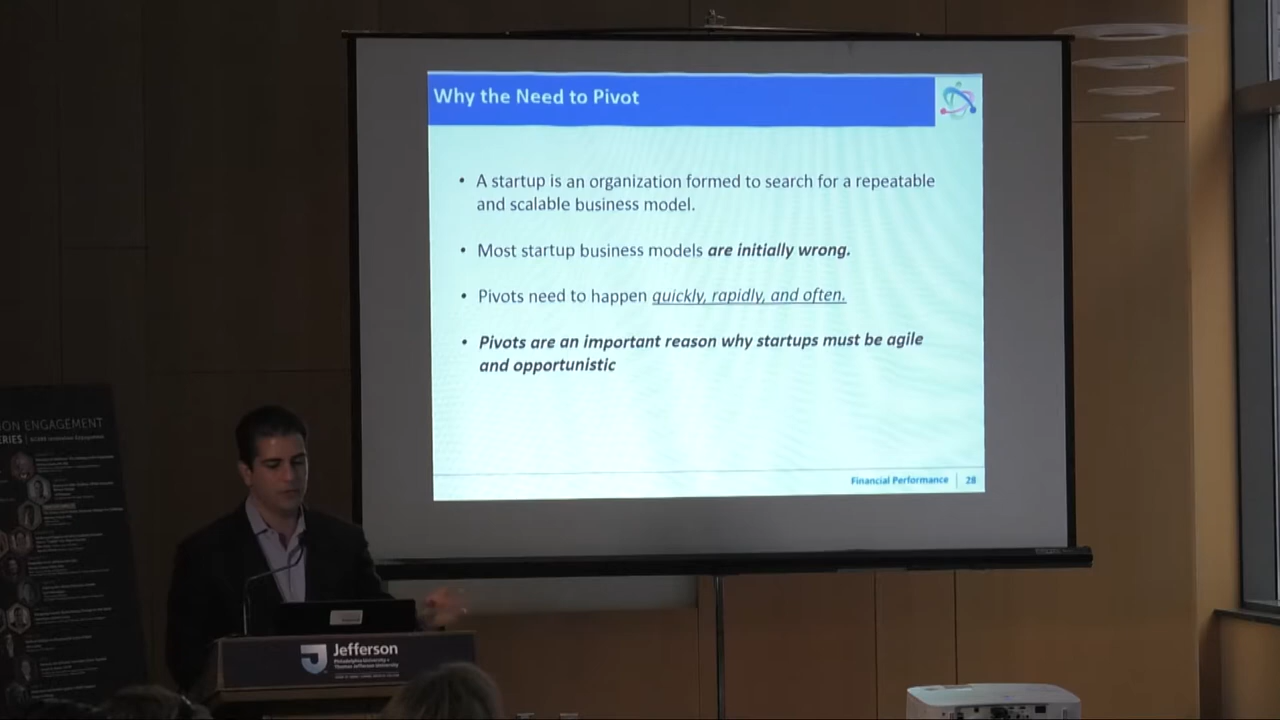 Why the Need to Pivot
• A startup is an organization formed to search for a repeatable
and scalable business model.
• Most startup business models are initially wrong.
• Pivots need to happen quickly, rapidly, and often.
• Pivots are an important reason why startups must be agile
and opportunistic
Financial Performance 28
ON ENGAGEMENT
ERIES
Jefferson
Philadelphia University +
Thomas Jefferson University